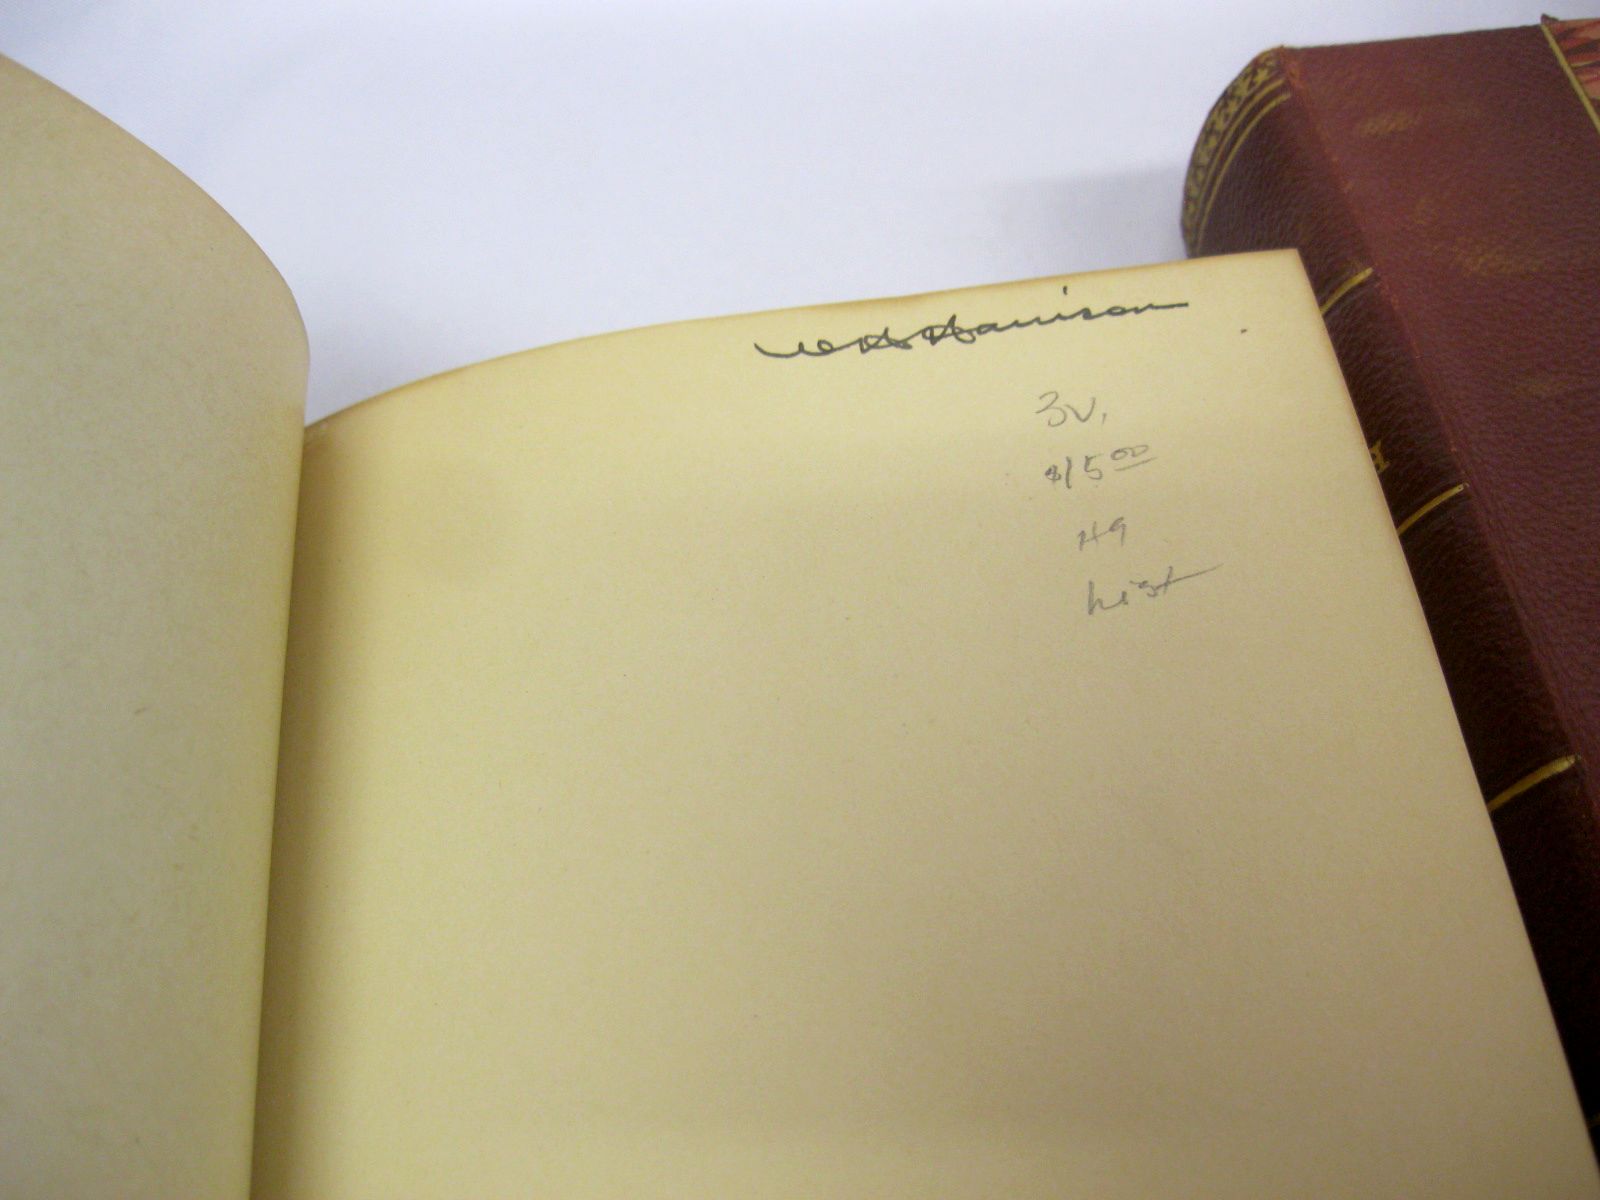 W H Harrison
3v.
$15.00
H9
hist